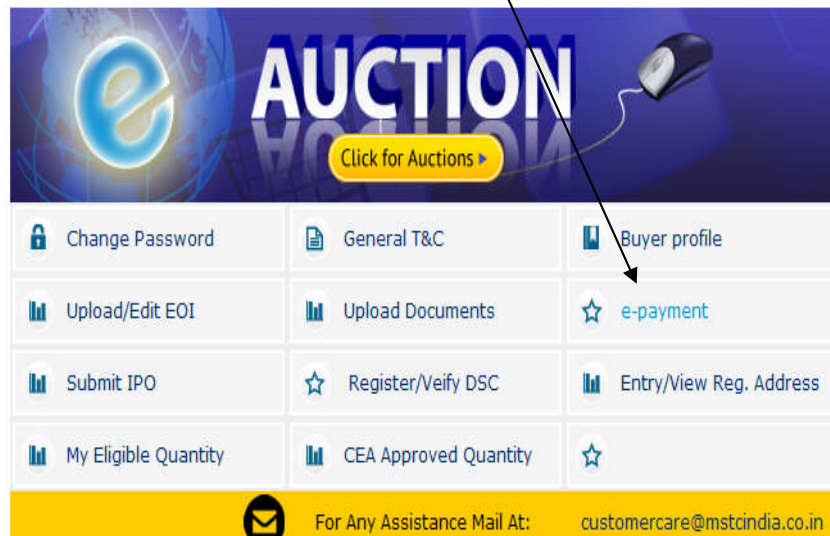 e AUCTION
Click for Auctions
Change Password General T&C Buyer profile
Upload/Edit EOI Upload Documents e-payment
Submit IPO Register/Veify DSC Entry/View Reg. Address
My Eligible Quantity CEA Approved Quantity
For Any Assistance Mail At: customercare@mstcindia.co.in